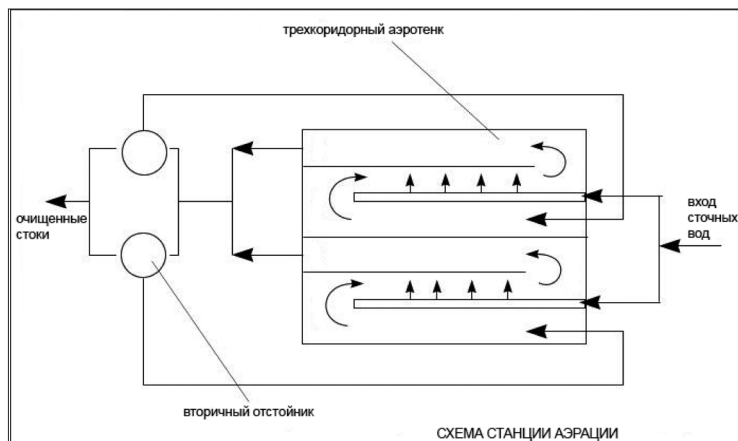 трехкоридорный аэротенк
вход
сточных
вод
очищенные
стоки
вторичный отстойник
СХЕМА СТАНЦИИ АЭРАЦИИ